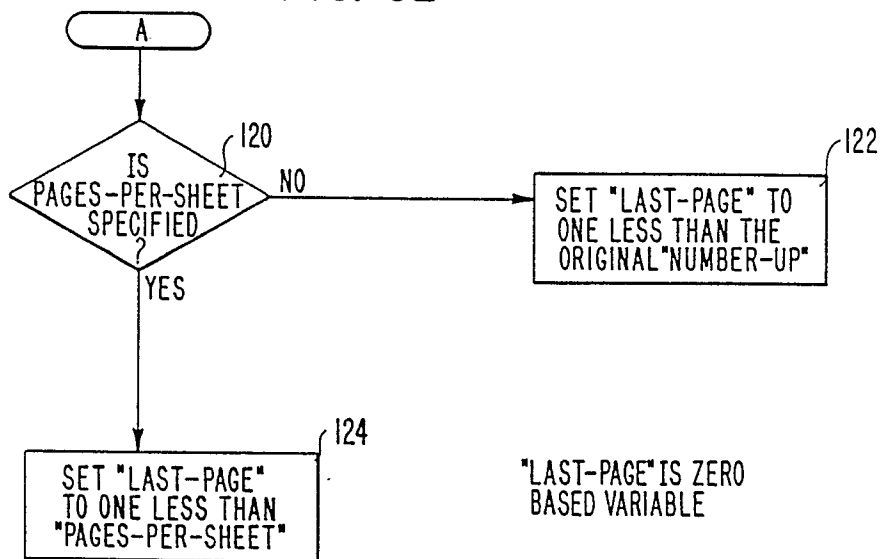 A
120
IS
PAGES-PER-SHEET
SPECIFIED
?
NO
YES
122
SET "LAST-PAGE" TO
ONE LESS THAN THE
ORIGINAL "NUMBER-UP"
124
SET "LAST-PAGE"
TO ONE LESS THAN
"PAGES-PER-SHEET"
"LAST-PAGE" IS ZERO
BASED VARIABLE